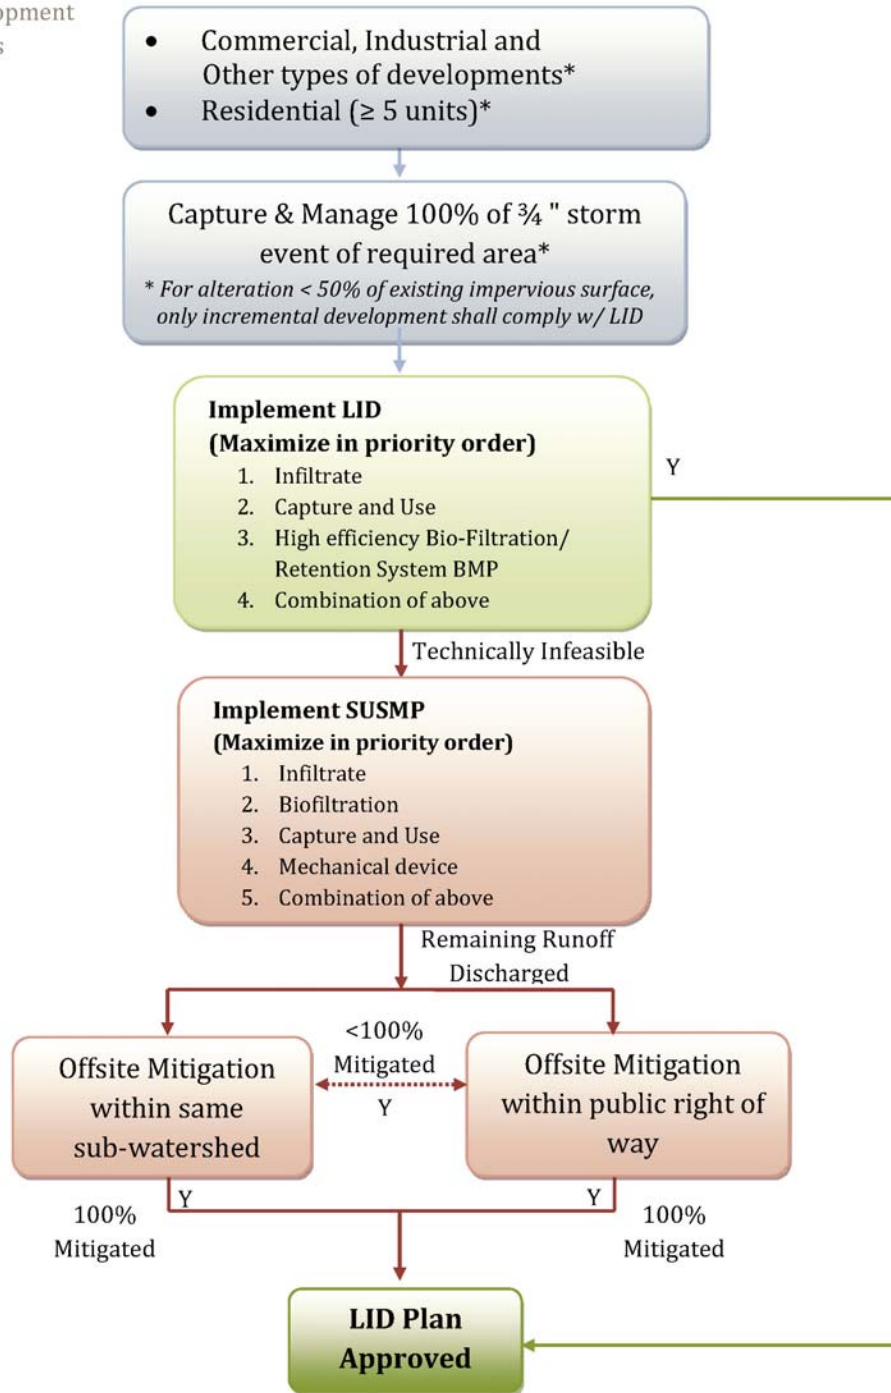 • Commercial, Industrial and
Other types of developments*
• Residential (≥ 5 units)*
Capture & Manage 100% of ¾ " storm
event of required area*
* For alteration < 50% of existing impervious surface,
only incremental development shall comply w/ LID
Implement LID
(Maximize in priority order)
1. Infiltrate
2. Capture and Use
3. High efficiency Bio-Filtration/
Retention System BMP
4. Combination of above
Y
Technically Infeasible
Implement SUSMP
(Maximize in priority order)
1. Infiltrate
2. Biofiltration
3. Capture and Use
4. Mechanical device
5. Combination of above
Remaining Runoff
Discharged
Offsite Mitigation
within same
sub-watershed
<100%
Mitigated
Y
Offsite Mitigation
within public right of
way
Y
100%
Mitigated
Y
100%
Mitigated
LID Plan
Approved